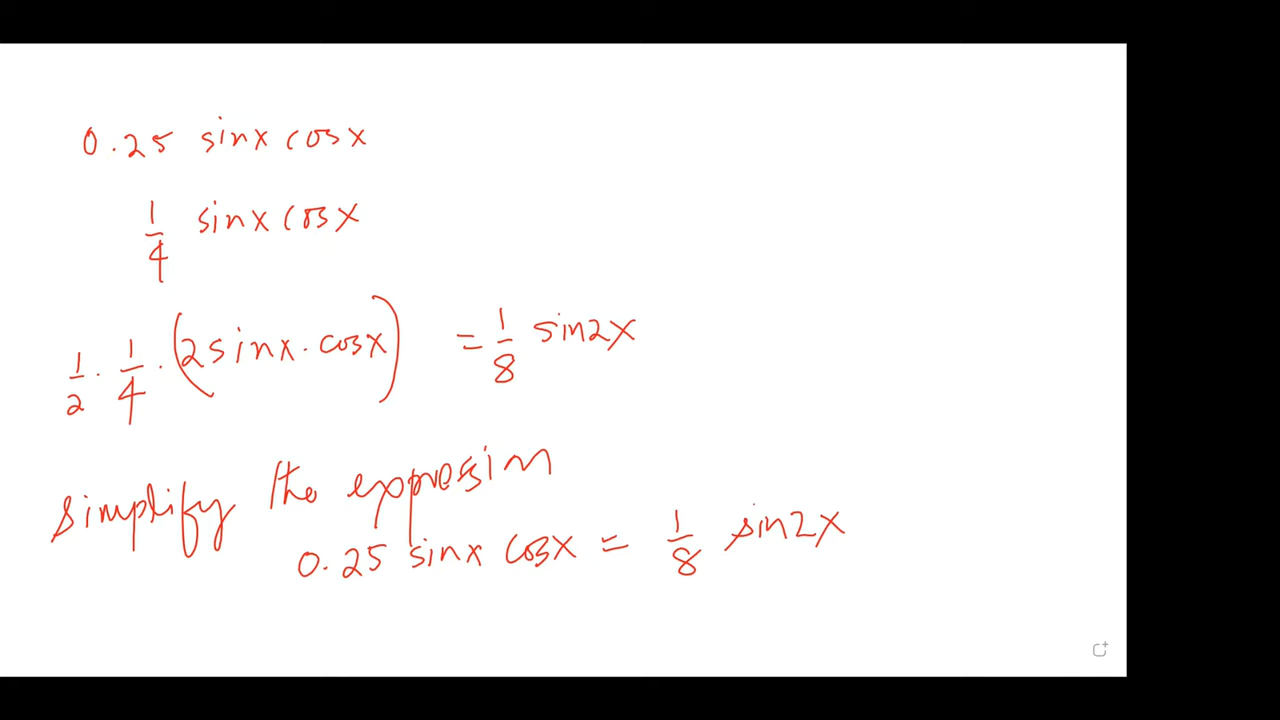 0.25 sinx cosx
1/4 sinx cosx
1/2 · 1/4 · (2sinx · cosx) = 1/8 sin2x
simplify the expression
0.25 sinx cosx = 1/8 sin2x